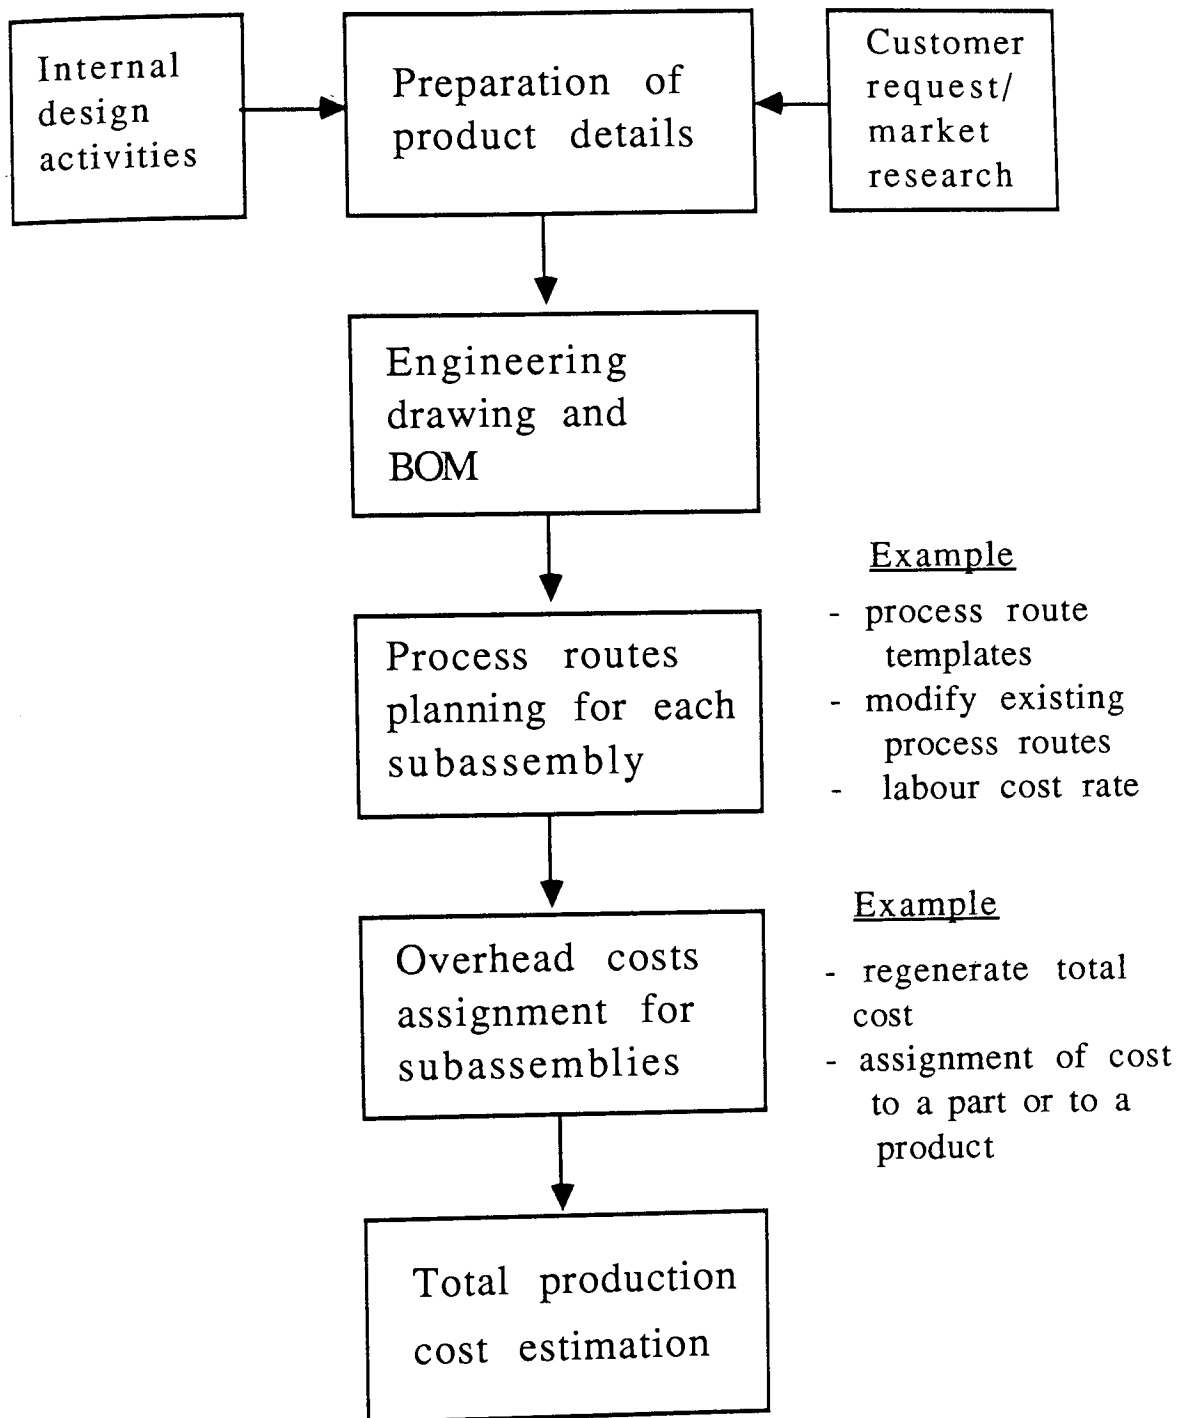 Internal
design
activities
Preparation of
product details
Customer
request/
market
research
Engineering
drawing and
BOM
Process routes
planning for each
subassembly
Example
- process route
templates
- modify existing
process routes
- labour cost rate
Overhead costs
assignment for
subassemblies
Example
- regenerate total
cost
- assignment of cost
to a part or to a
product
Total production
cost estimation